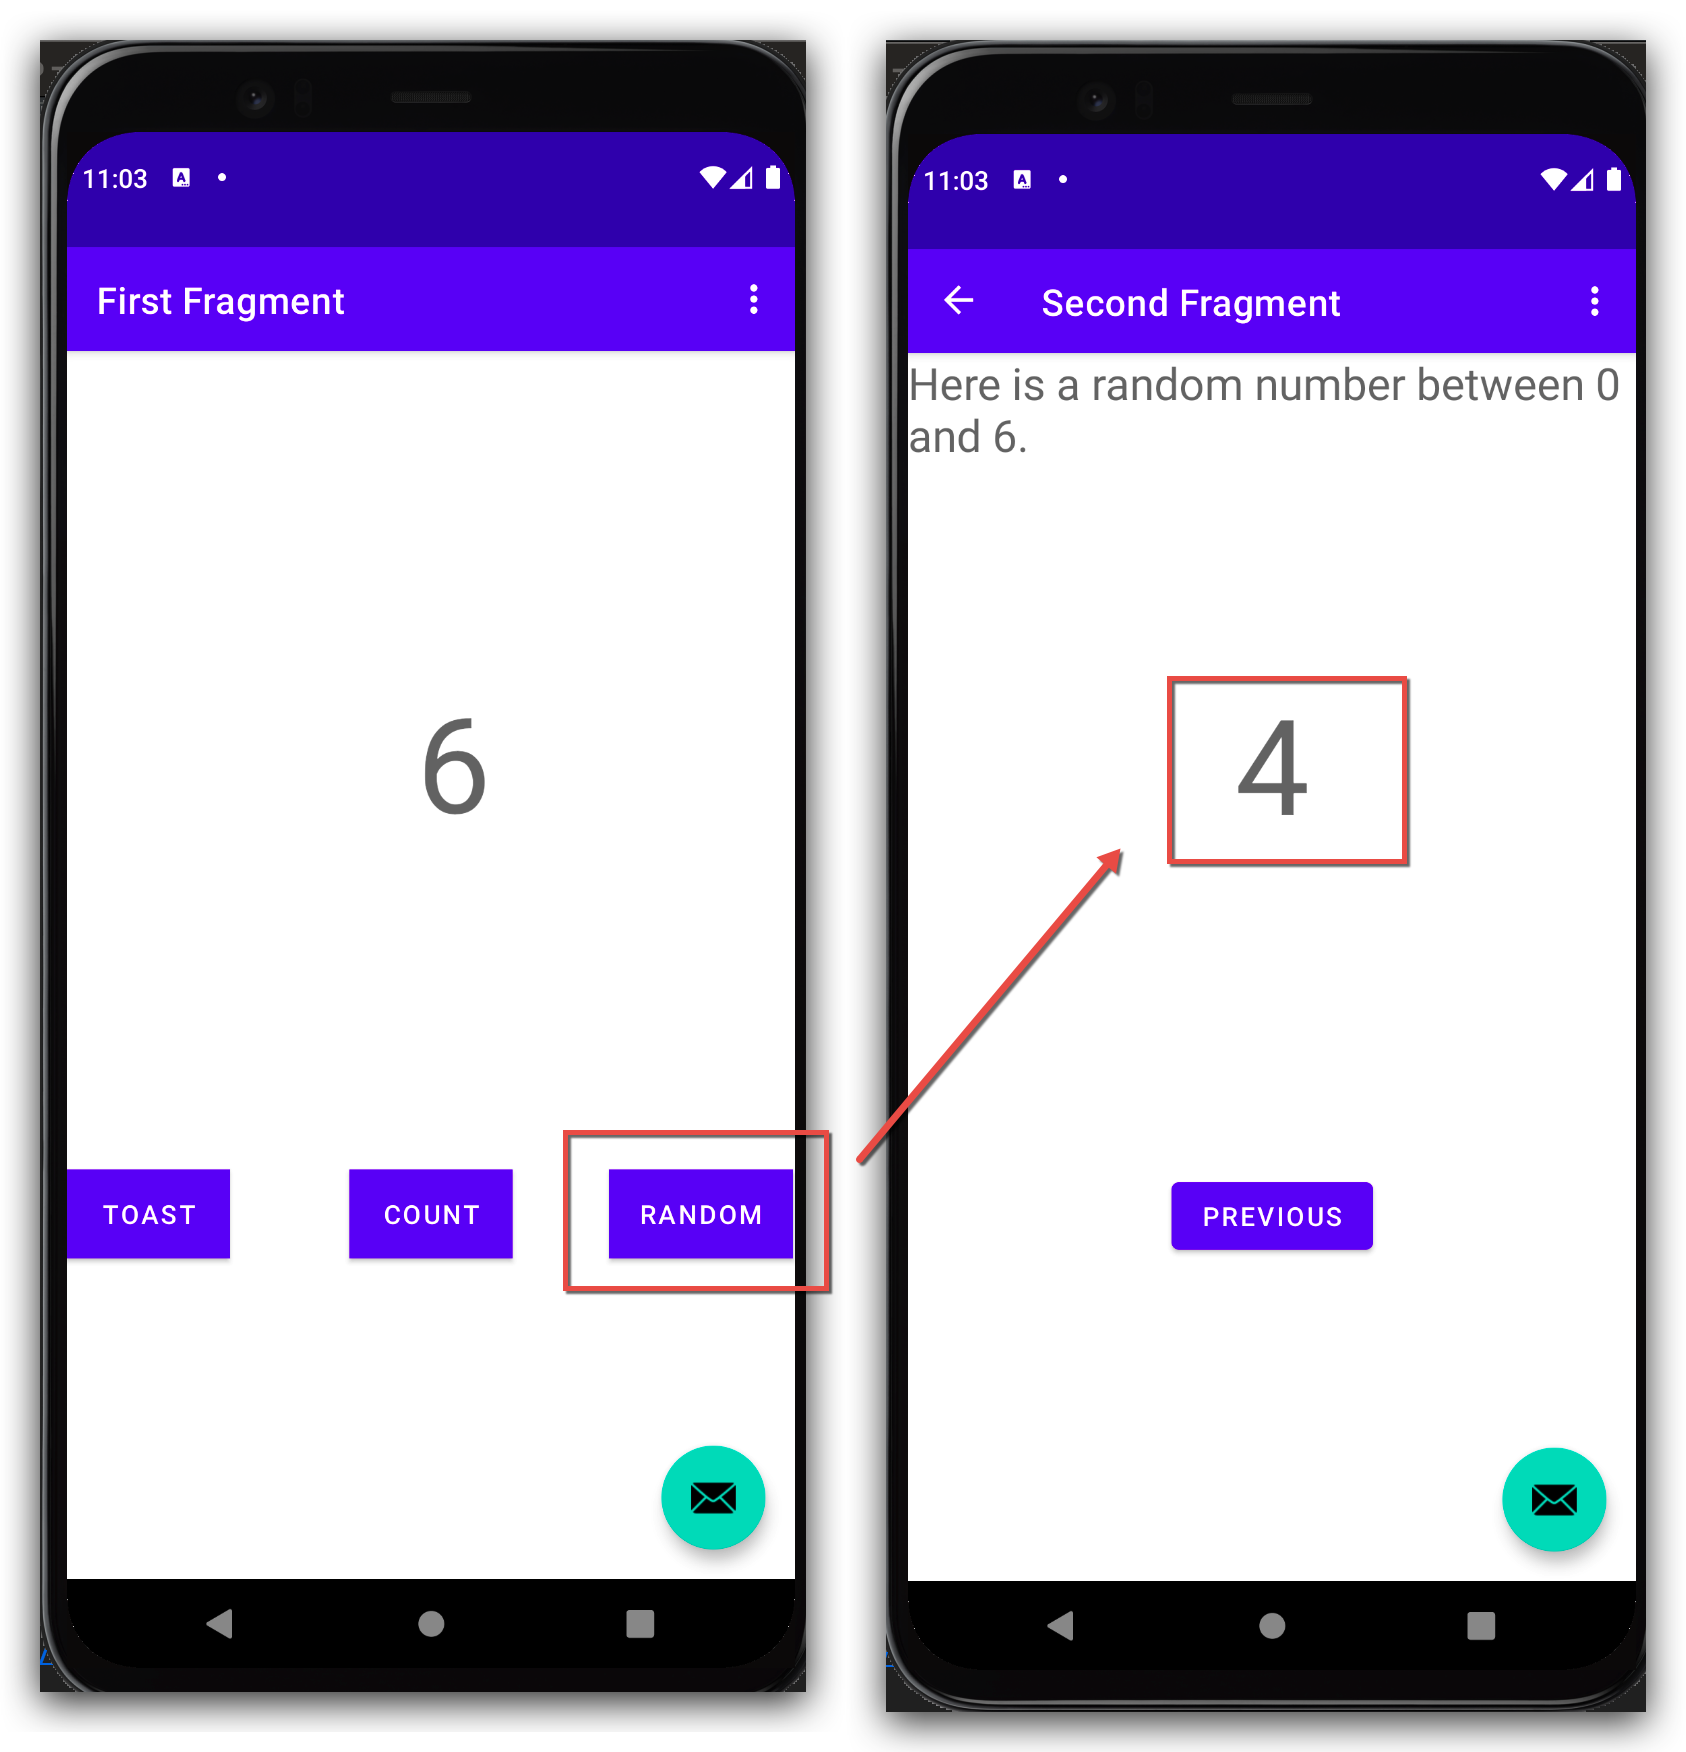 11:03
First Fragment
6
TOAST
COUNT
RANDOM
11:03
Second Fragment
Here is a random number between 0
and 6.
4
PREVIOUS